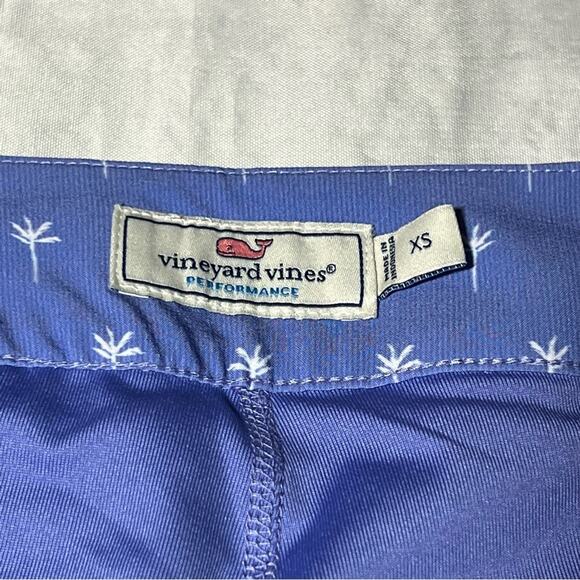 vineyard vines®
PERFORMANCE
MADE IN
INDONESIA
XS